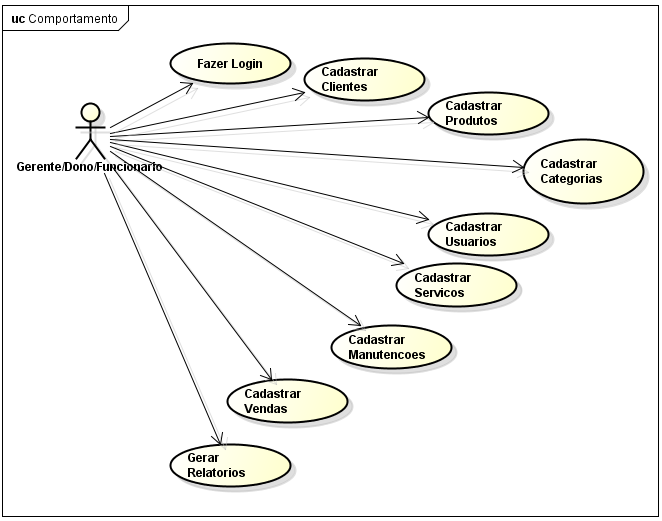 uc Comportamento
Fazer Login
Cadastrar
Clientes
Cadastrar
Produtos
Gerente/Dono/Funcionario
Cadastrar
Categorias
Cadastrar
Usuarios
Cadastrar
Servicos
Cadastrar
Manutencoes
Cadastrar
Vendas
Gerar
Relatorios